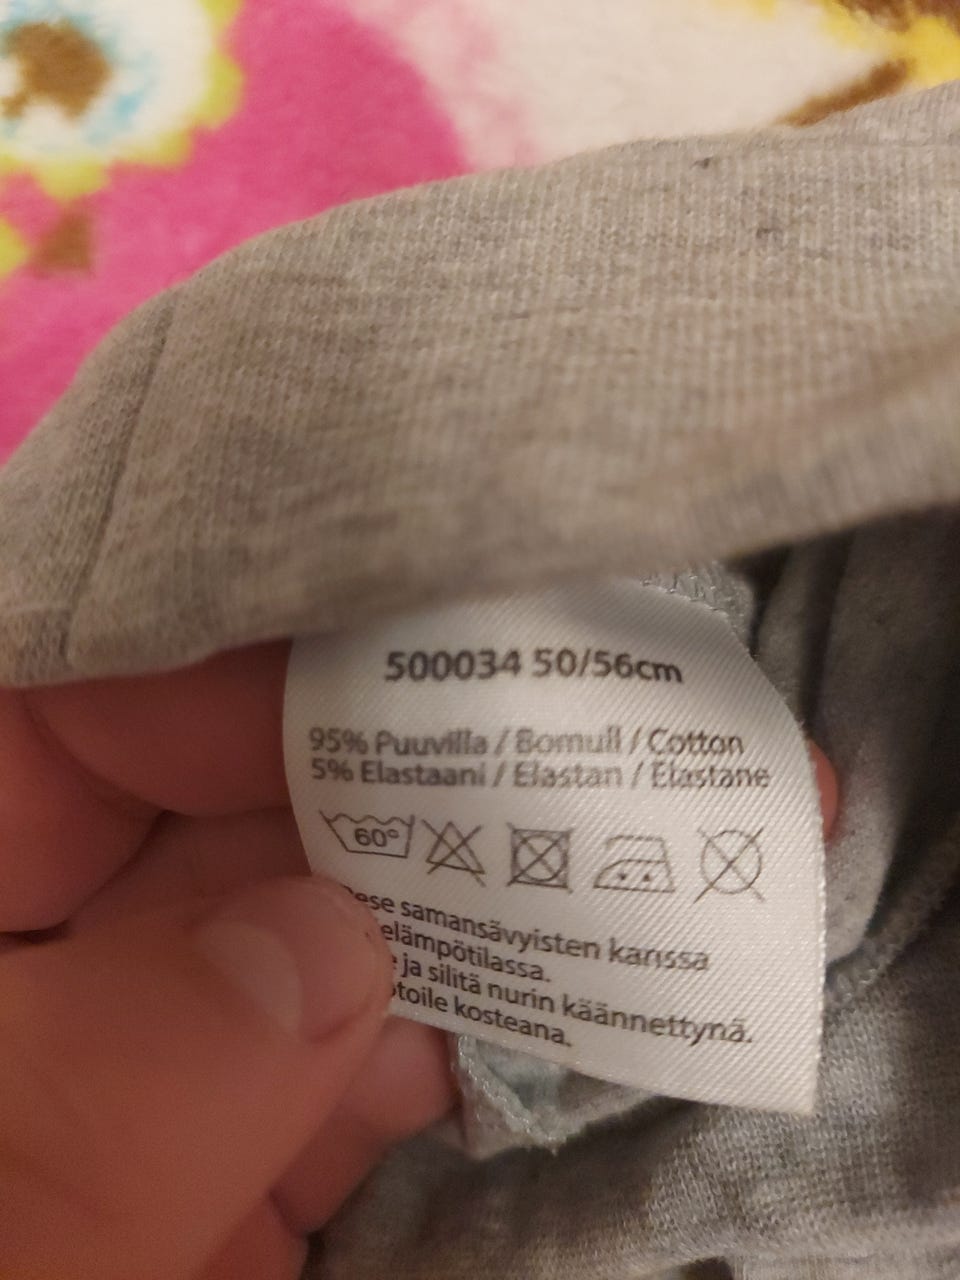 500034 50/56cm
95% Puuvilla / Bomull / Cotton
5% Elastaani / Elastan / Elastane
60°
samansävyisten kanssa
ja silitä nurin käännettynä.
kosteana.